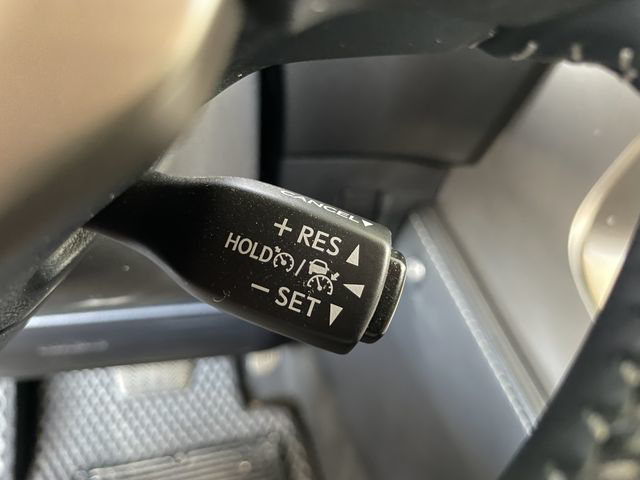 CANCEL
+ RES
HOLD /
− SET